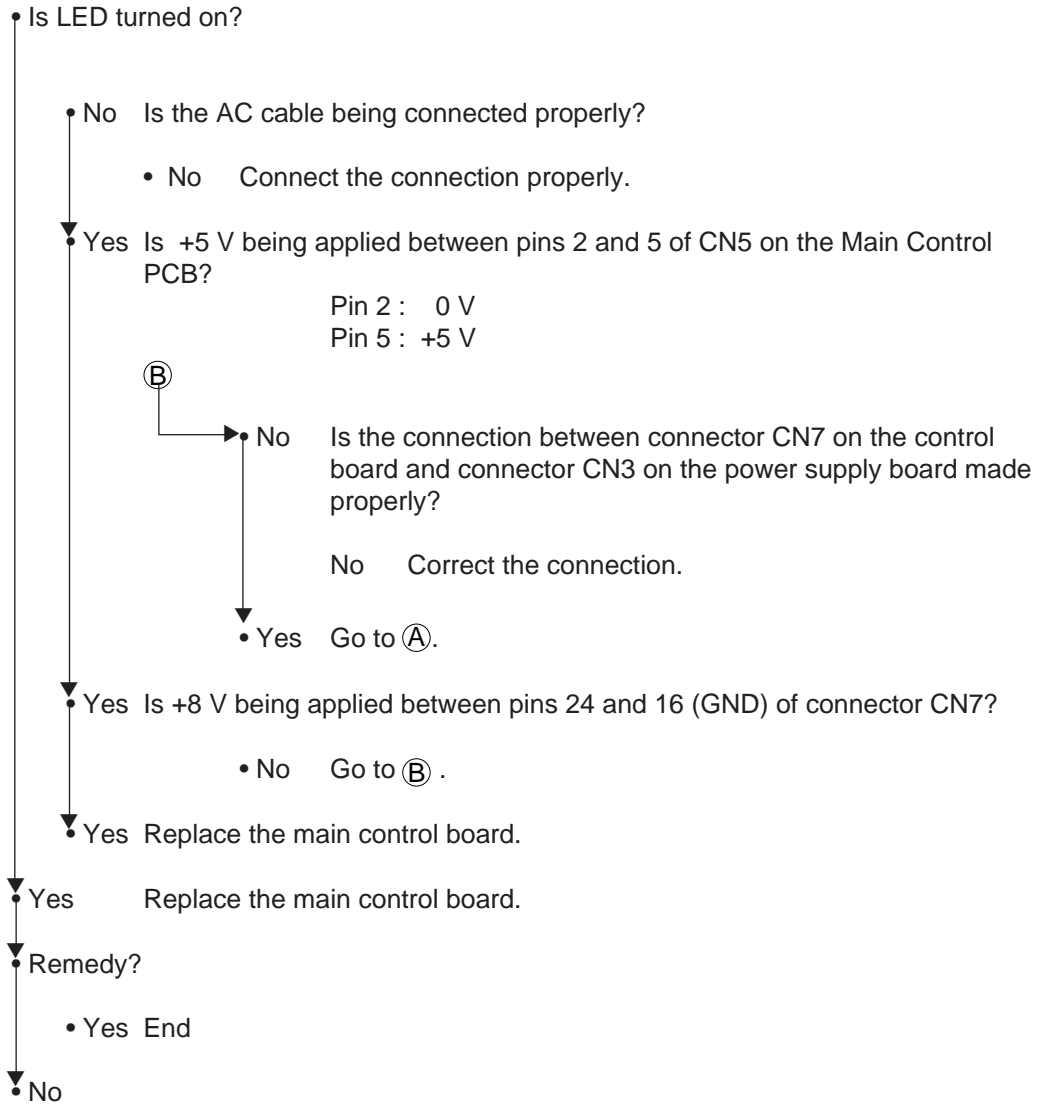 • Is LED turned on?
• No Is the AC cable being connected properly?
• No Connect the connection properly.
• Yes Is +5 V being applied between pins 2 and 5 of CN5 on the Main Control
PCB?
Pin 2 : 0 V
Pin 5 : +5 V
Ⓑ
• No Is the connection between connector CN7 on the control
board and connector CN3 on the power supply board made
properly?
No Correct the connection.
• Yes Go to Ⓐ.
• Yes Is +8 V being applied between pins 24 and 16 (GND) of connector CN7?
• No Go to Ⓑ .
• Yes Replace the main control board.
• Yes Replace the main control board.
• Remedy?
• Yes End
• No